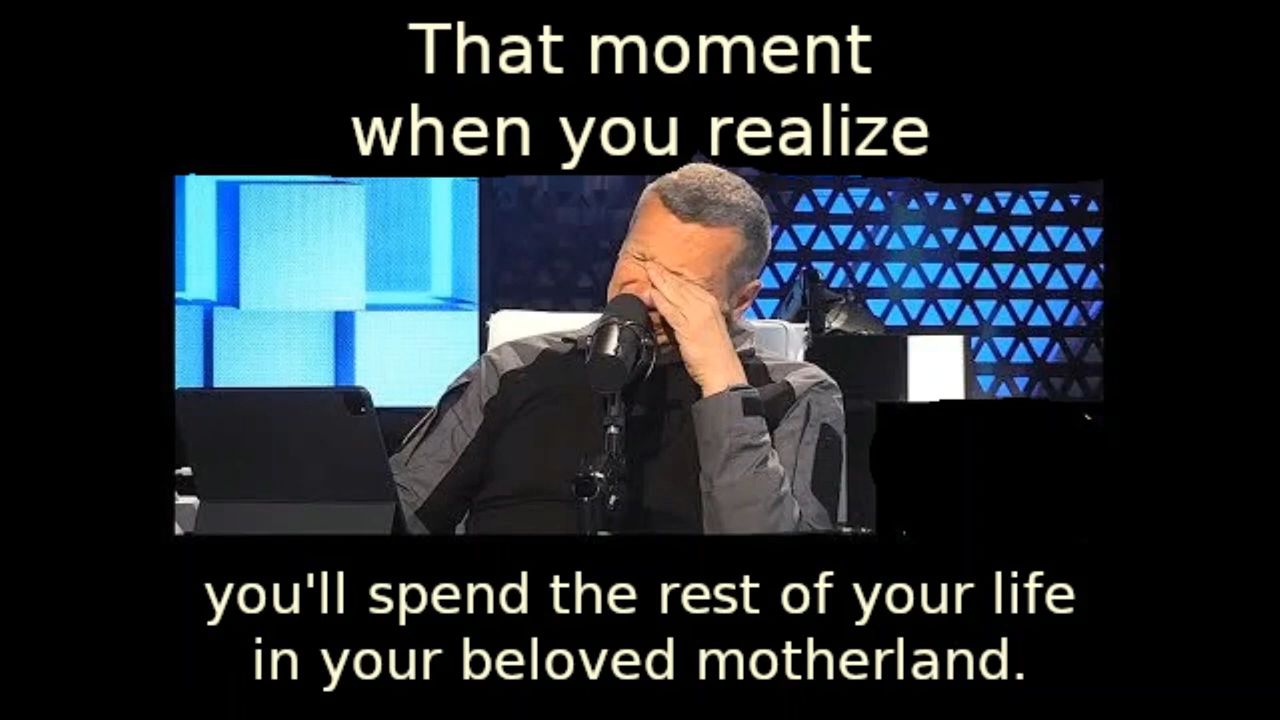 That moment
when you realize
you'll spend the rest of your life
in your beloved motherland.